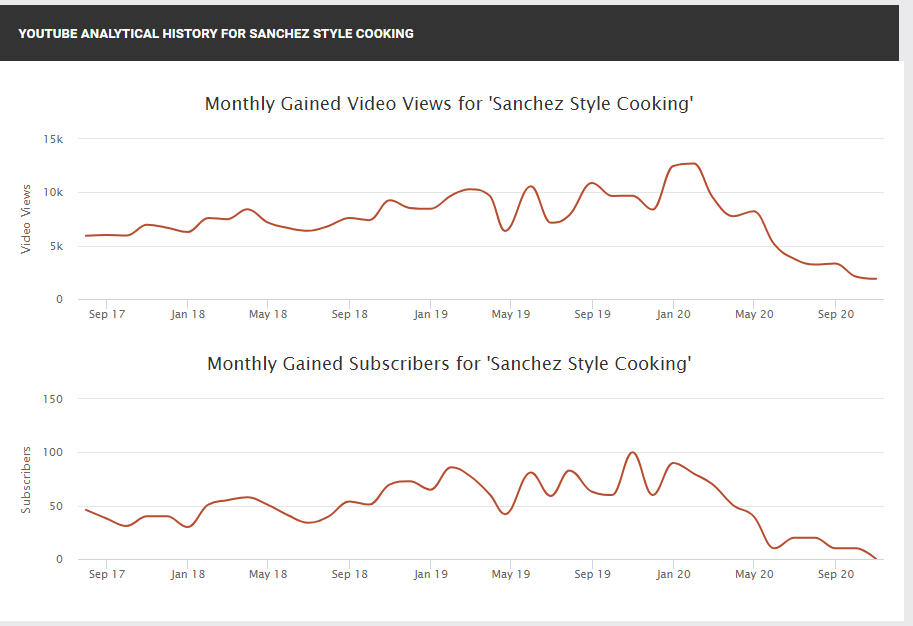 YOUTUBE ANALYTICAL HISTORY FOR SANCHEZ STYLE COOKING
Monthly Gained Video Views for 'Sanchez Style Cooking'
Video Views
15k
10k
5k
0
Sep 17 Jan 18 May 18 Sep 18 Jan 19 May 19 Sep 19 Jan 20 May 20 Sep 20
Monthly Gained Subscribers for 'Sanchez Style Cooking'
Subscribers
150
100
50
0
Sep 17 Jan 18 May 18 Sep 18 Jan 19 May 19 Sep 19 Jan 20 May 20 Sep 20